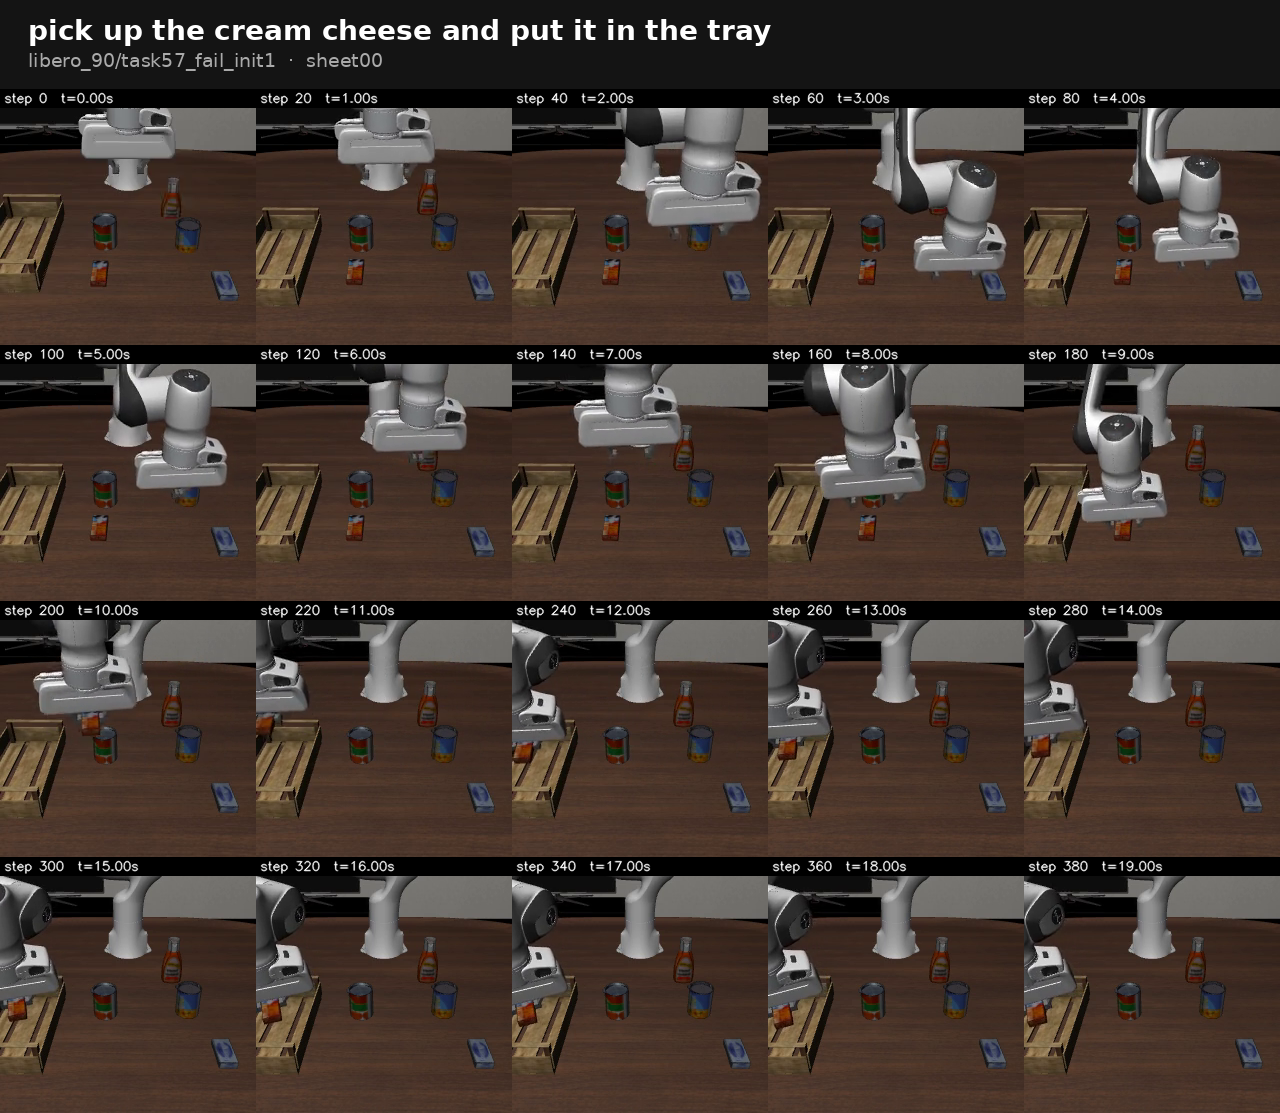 pick up the cream cheese and put it in the tray
libero_90/task57_fail_init1 · sheet00
step 0 t=0.00s
step 20 t=1.00s
step 40 t=2.00s
step 60 t=3.00s
step 80 t=4.00s
step 100 t=5.00s
step 120 t=6.00s
step 140 t=7.00s
step 160 t=8.00s
step 180 t=9.00s
step 200 t=10.00s
step 220 t=11.00s
step 240 t=12.00s
step 260 t=13.00s
step 280 t=14.00s
step 300 t=15.00s
step 320 t=16.00s
step 340 t=17.00s
step 360 t=18.00s
step 380 t=19.00s